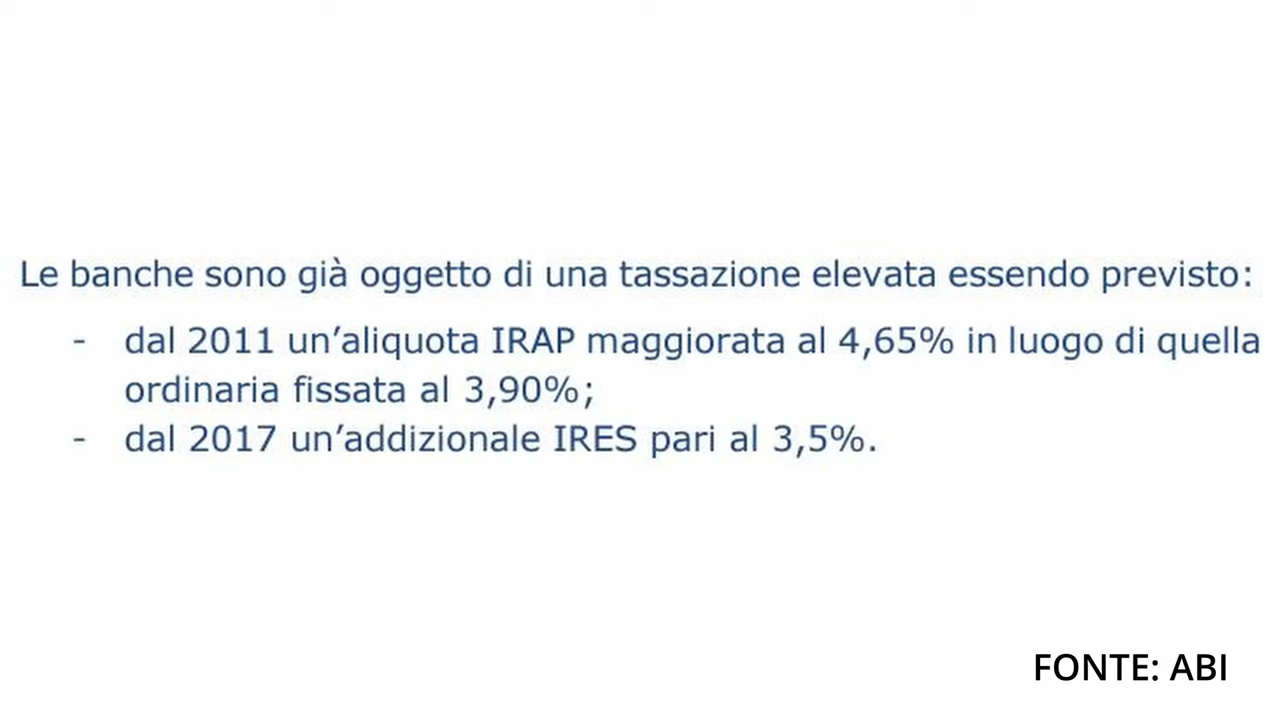 Le banche sono già oggetto di una tassazione elevata essendo previsto:
- dal 2011 un’aliquota IRAP maggiorata al 4,65% in luogo di quella
ordinaria fissata al 3,90%;
- dal 2017 un’addizionale IRES pari al 3,5%.
FONTE: ABI